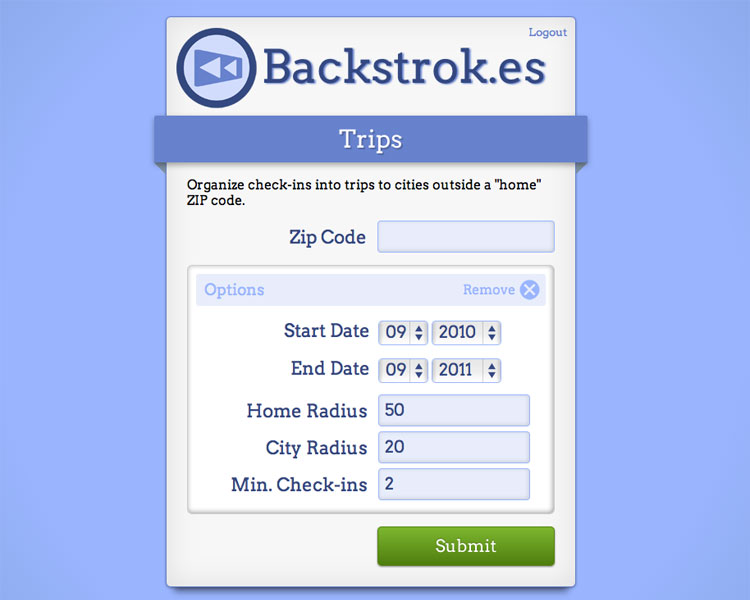 Logout
Backstrok.es
Trips
Organize check-ins into trips to cities outside a "home"
ZIP code.
Zip Code
Options Remove
Start Date 09 2010
End Date 09 2011
Home Radius 50
City Radius 20
Min. Check-ins 2
Submit